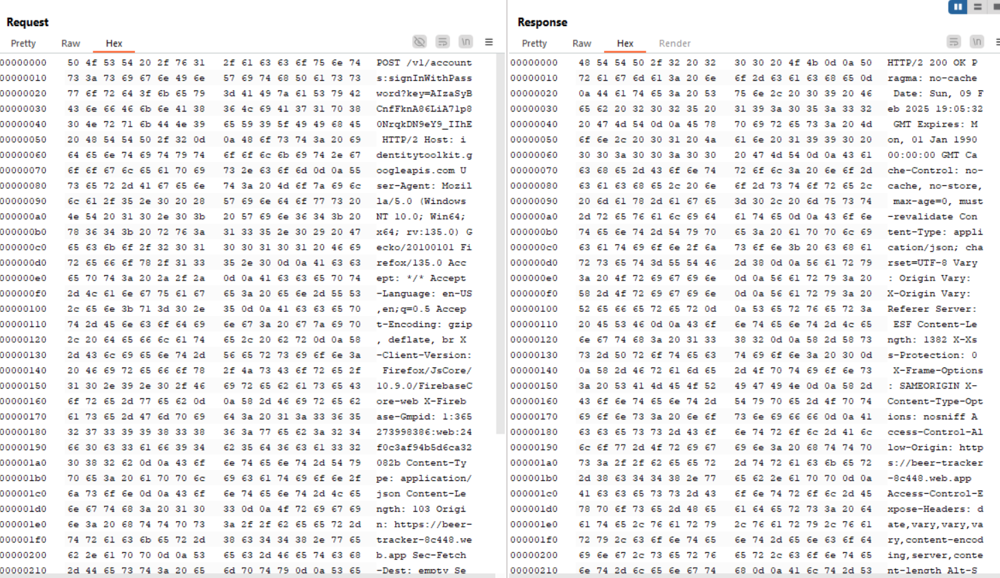 Request
Pretty Raw Hex \n
00000000 50 4f 53 54 20 2f 76 31 2f 61 63 63 6f 75 6e 74 POST /v1/account
00000010 73 3a 73 69 67 6e 49 6e 57 69 74 68 50 61 73 73 s:signInWithPass
00000020 77 6f 72 64 3f 6b 65 79 3d 41 49 7a 61 53 79 42 word?key=AIzaSyB
00000030 43 6e 66 46 6b 6e 41 38 36 4c 69 41 37 31 70 38 CnfFknA86LiA71p8
00000040 30 4e 72 71 6b 44 4e 39 65 59 39 5f 49 49 68 45 0NrqkDN9eY9_IIhE
00000050 20 48 54 54 50 2f 32 0d 0a 48 6f 73 74 3a 20 69 HTTP/2 Host: i
00000060 64 65 6e 74 69 74 79 74 6f 6f 6c 6b 69 74 2e 67 dentitytoolkit.g
00000070 6f 6f 67 6c 65 61 70 69 73 2e 63 6f 6d 0d 0a 55 oogleapis.com U
00000080 73 65 72 2d 41 67 65 6e 74 3a 20 4d 6f 7a 69 6c ser-Agent: Mozil
00000090 6c 61 2f 35 2e 30 20 28 57 69 6e 64 6f 77 73 20 la/5.0 (Windows
000000a0 4e 54 20 31 30 2e 30 3b 20 57 69 6e 36 34 3b 20 NT 10.0; Win64;
000000b0 78 36 34 3b 20 72 76 3a 31 33 35 2e 30 29 20 47 x64; rv:135.0) G
000000c0 65 63 6b 6f 2f 32 30 31 30 30 31 30 31 20 46 69 ecko/20100101 Fi
000000d0 72 65 66 6f 78 2f 31 33 35 2e 30 0d 0a 41 63 63 refox/135.0 Acc
000000e0 65 70 74 3a 20 2a 2f 2a 0d 0a 41 63 63 65 70 74 ept: */* Accept
000000f0 2d 4c 61 6e 67 75 61 67 65 3a 20 65 6e 2d 55 53 -Language: en-US
00000100 2c 65 6e 3b 71 3d 30 2e 35 0d 0a 41 63 63 65 70 ,en;q=0.5 Accep
00000110 74 2d 45 6e 63 6f 64 69 6e 67 3a 20 67 7a 69 70 t-Encoding: gzip
00000120 2c 20 64 65 66 6c 61 74 65 2c 20 62 72 0d 0a 58 , deflate, br X
00000130 2d 43 6c 69 65 6e 74 2d 56 65 72 73 69 6f 6e 3a -Client-Version:
00000140 20 46 69 72 65 66 6f 78 2f 4a 73 43 6f 72 65 2f Firefox/JsCore/
00000150 31 30 2e 39 2e 30 2f 46 69 72 65 62 61 73 65 43 10.9.0/FirebaseC
00000160 6f 72 65 2d 77 65 62 0d 0a 58 2d 46 69 72 65 62 ore-web X-Fireb
00000170 61 73 65 2d 47 6d 70 69 64 3a 20 31 3a 33 36 35 ase-Gmpid: 1:365
00000180 32 37 33 39 39 38 33 38 36 3a 77 65 62 3a 32 34 273998386:web:24
00000190 66 30 63 33 61 66 39 34 62 35 64 36 63 61 33 32 f0c3af94b5d6ca32
000001a0 30 38 32 62 0d 0a 43 6f 6e 74 65 6e 74 2d 54 79 082b Content-Ty
000001b0 70 65 3a 20 61 70 70 6c 69 63 61 74 69 6f 6e 2f pe: application/
000001c0 6a 73 6f 6e 0d 0a 43 6f 6e 74 65 6e 74 2d 4c 65 json Content-Le
000001d0 6e 67 74 68 3a 20 31 30 33 0d 0a 4f 72 69 67 69 ngth: 103 Origi
000001e0 6e 3a 20 68 74 74 70 73 3a 2f 2f 62 65 65 72 2d n: https://beer-
000001f0 74 72 61 63 6b 65 72 2d 38 63 34 34 38 2e 77 65 tracker-8c448.we
00000200 62 2e 61 70 70 0d 0a 53 65 63 2d 46 65 74 63 68 b.app Sec-Fetch
00000210 2d 44 65 73 74 3a 20 65 6d 70 74 79 0d 0a 53 65 -Dest: empty Se
Response
Pretty Raw Hex Render \n
00000000 48 54 54 50 2f 32 20 32 30 30 20 4f 4b 0d 0a 50 HTTP/2 200 OK P
00000010 72 61 67 6d 61 3a 20 6e 6f 2d 63 61 63 68 65 0d ragma: no-cache
00000020 0a 44 61 74 65 3a 20 53 75 6e 2c 20 30 39 20 46 Date: Sun, 09 F
00000030 65 62 20 32 30 32 35 20 31 39 3a 30 35 3a 33 32 eb 2025 19:05:32
00000040 20 47 4d 54 0d 0a 45 78 70 69 72 65 73 3a 20 4d GMT Expires: M
00000050 6f 6e 2c 20 30 31 20 4a 61 6e 20 31 39 39 30 20 on, 01 Jan 1990
00000060 30 30 3a 30 30 3a 30 30 20 47 4d 54 0d 0a 43 61 00:00:00 GMT Ca
00000070 63 68 65 2d 43 6f 6e 74 72 6f 6c 3a 20 6e 6f 2d che-Control: no-
00000080 63 61 63 68 65 2c 20 6e 6f 2d 73 74 6f 72 65 2c cache, no-store,
00000090 20 6d 61 78 2d 61 67 65 3d 30 2c 20 6d 75 73 74 max-age=0, must
000000a0 2d 72 65 76 61 6c 69 64 61 74 65 0d 0a 43 6f 6e -revalidate Con
000000b0 74 65 6e 74 2d 54 79 70 65 3a 20 61 70 70 6c 69 tent-Type: appli
000000c0 63 61 74 69 6f 6e 2f 6a 73 6f 6e 3b 20 63 68 61 cation/json; cha
000000d0 72 73 65 74 3d 55 54 46 2d 38 0d 0a 56 61 72 79 rset=UTF-8 Vary
000000e0 3a 20 4f 72 69 67 69 6e 0d 0a 56 61 72 79 3a 20 : Origin Vary:
000000f0 58 2d 4f 72 69 67 69 6e 0d 0a 56 61 72 79 3a 20 X-Origin Vary:
00000100 52 65 66 65 72 65 72 0d 0a 53 65 72 76 65 72 3a Referer Server:
00000110 20 45 53 46 0d 0a 43 6f 6e 74 65 6e 74 2d 4c 65 ESF Content-Le
00000120 6e 67 74 68 3a 20 31 33 38 32 0d 0a 58 2d 58 73 ngth: 1382 X-Xs
00000130 73 2d 50 72 6f 74 65 63 74 69 6f 6e 3a 20 30 0d s-Protection: 0
00000140 0a 58 2d 46 72 61 6d 65 2d 4f 70 74 69 6f 6e 73 X-Frame-Options
00000150 3a 20 53 41 4d 45 4f 52 49 47 49 4e 0d 0a 58 2d : SAMEORIGIN X-
00000160 43 6f 6e 74 65 6e 74 2d 54 79 70 65 2d 4f 70 74 Content-Type-Opt
00000170 69 6f 6e 73 3a 20 6e 6f 73 6e 69 66 66 0d 0a 41 ions: nosniff A
00000180 63 63 65 73 73 2d 43 6f 6e 74 72 6f 6c 2d 41 6c ccess-Control-Al
00000190 6c 6f 77 2d 4f 72 69 67 69 6e 3a 20 68 74 74 70 low-Origin: http
000001a0 73 3a 2f 2f 62 65 65 72 2d 74 72 61 63 6b 65 72 s://beer-tracker
000001b0 2d 38 63 34 34 38 2e 77 65 62 2e 61 70 70 0d 0a -8c448.web.app
000001c0 41 63 63 65 73 73 2d 43 6f 6e 74 72 6f 6c 2d 45 Access-Control-E
000001d0 78 70 6f 73 65 2d 48 65 61 64 65 72 73 3a 20 64 xpose-Headers: d
000001e0 61 74 65 2c 76 61 72 79 2c 76 61 72 79 2c 76 61 ate,vary,vary,va
000001f0 72 79 2c 63 6f 6e 74 65 6e 74 2d 65 6e 63 6f 64 ry,content-encod
00000200 69 6e 67 2c 73 65 72 76 65 72 2c 63 6f 6e 74 65 ing,server,conte
00000210 6e 74 2d 6c 65 6e 67 74 68 0d 0a 41 6c 74 2d 53 nt-length Alt-S